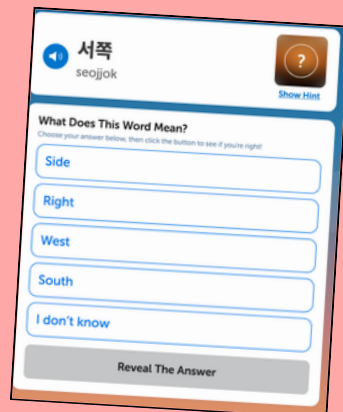 서쪽
seojjok
?
Show Hint
What Does This Word Mean?
Choose your answer below, then click the button to see if you're right!
Side
Right
West
South
I don't know
Reveal The Answer